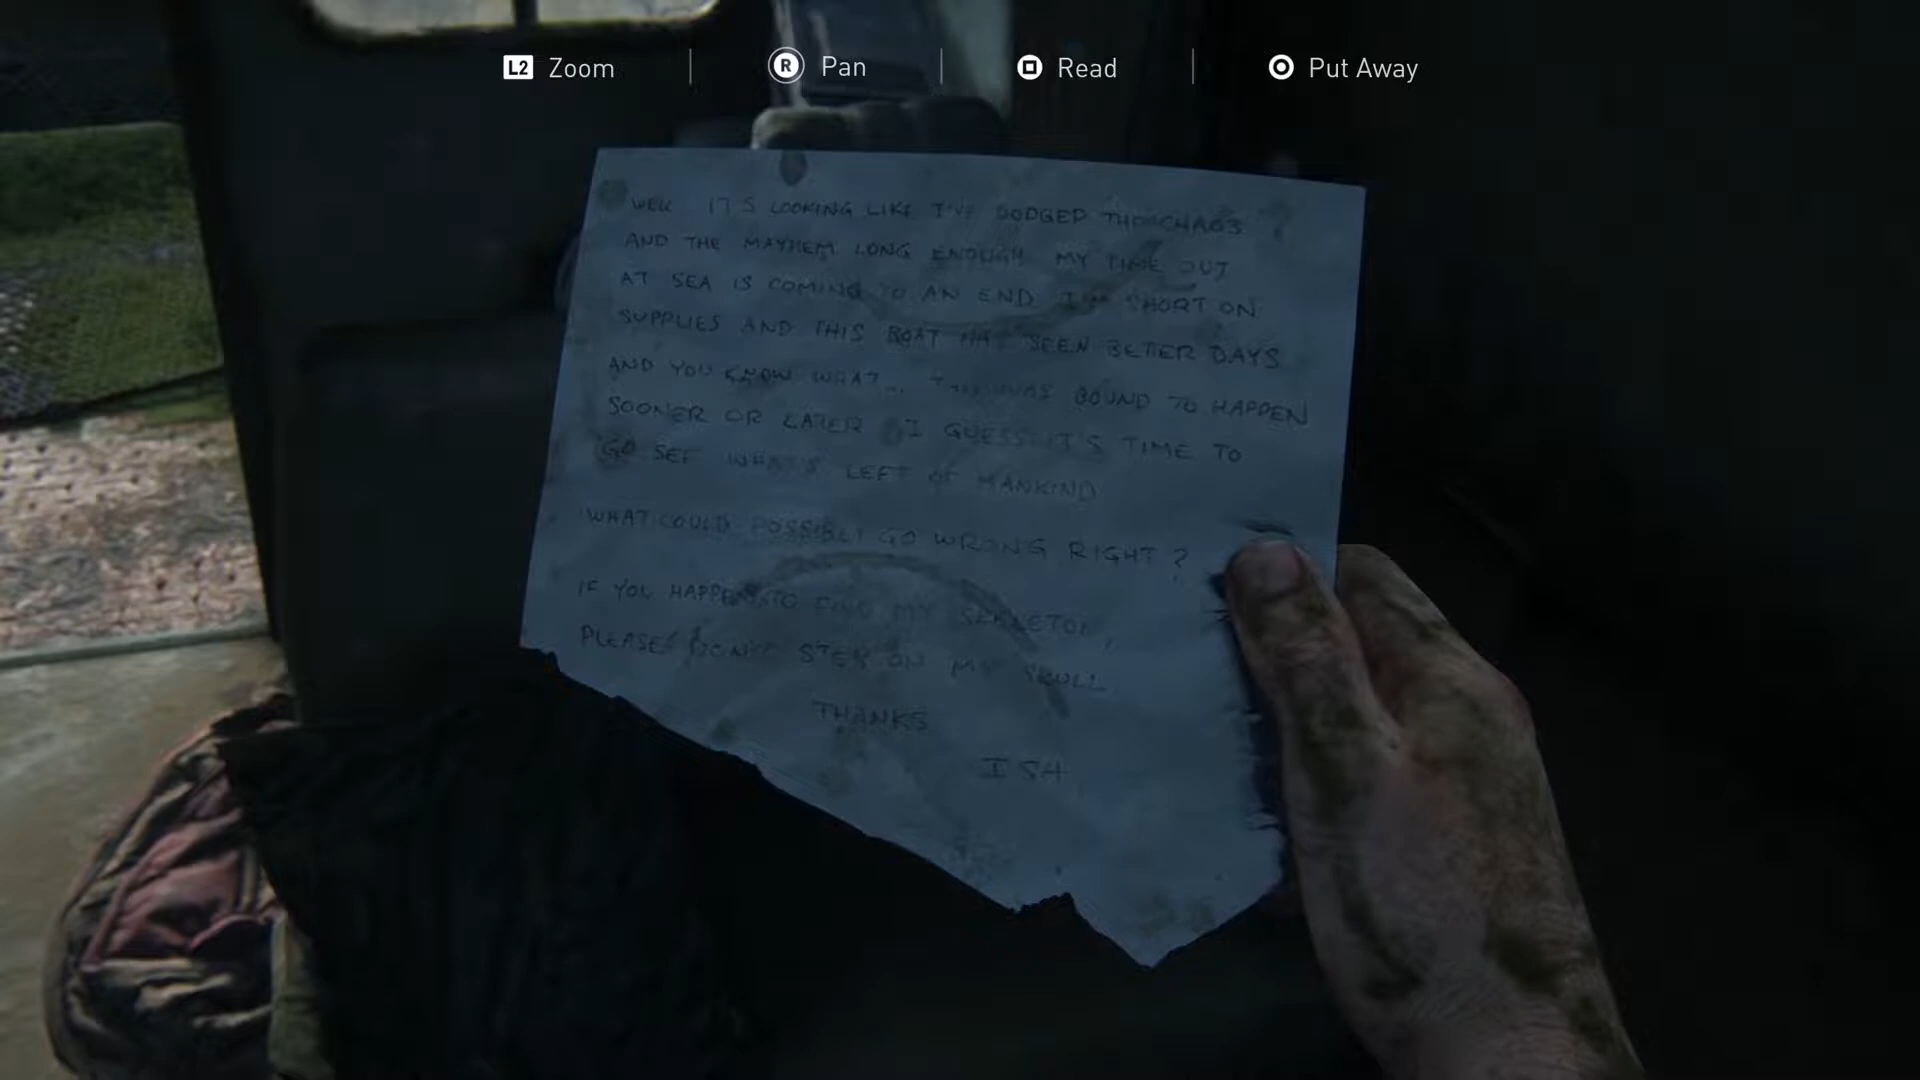 L2 Zoom
R Pan
Read
Put Away
WELL IT'S LOOKING LIKE I'VE DODGED THE CHAOS
AND THE MAYHEM LONG ENOUGH MY TIME OUT
AT SEA IS COMING TO AN END I'M SHORT ON
SUPPLIES AND THIS BOAT HAS SEEN BETTER DAYS
AND YOU KNOW WHAT... THIS WAS BOUND TO HAPPEN
SOONER OR LATER I GUESS IT'S TIME TO
GO SEE WHAT'S LEFT OF MANKIND
WHAT COULD POSSIBLY GO WRONG RIGHT ?
IF YOU HAPPEN TO FIND MY SKELETON,
PLEASE DON'T STEP ON MY SKULL.
THANKS
ISH